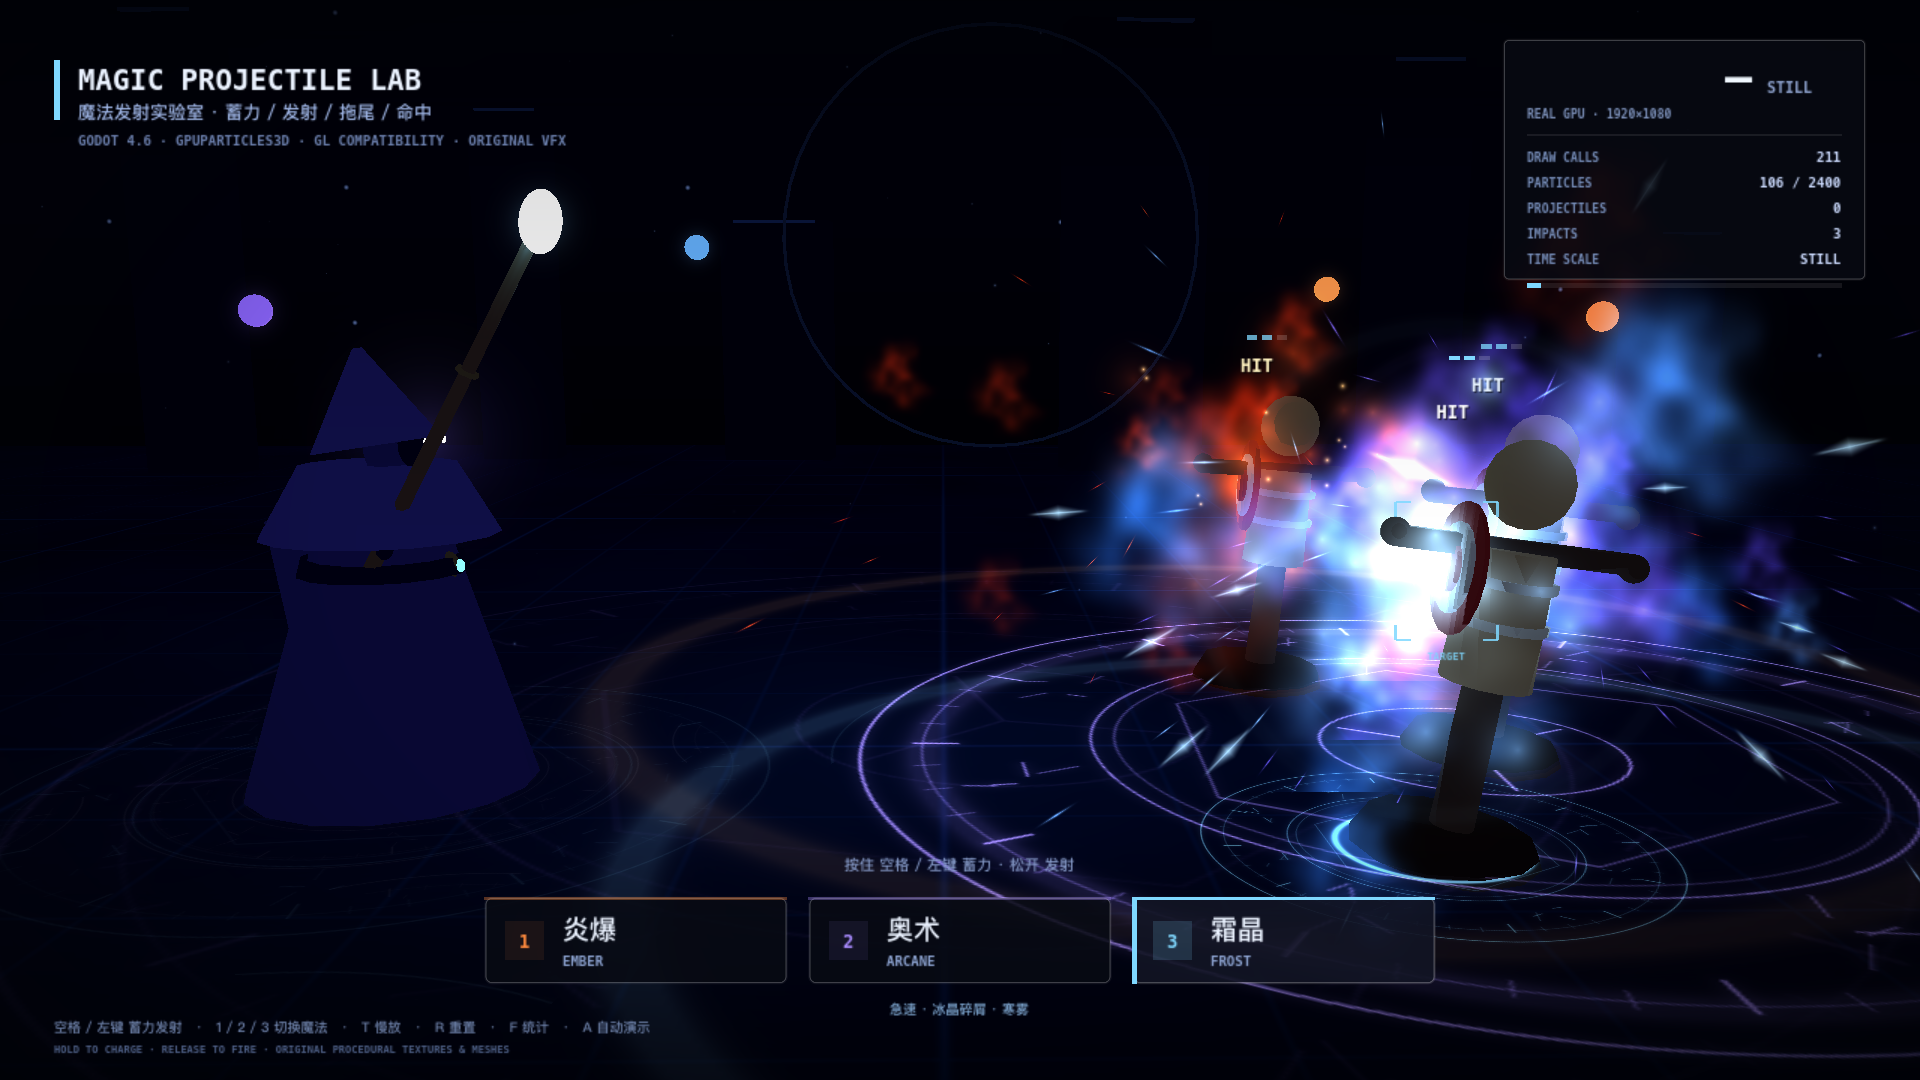 MAGIC PROJECTILE LAB
魔法发射实验室 · 蓄力 / 发射 / 拖尾 / 命中
GODOT 4.6 · GPUPARTICLES3D · GL COMPATIBILITY · ORIGINAL VFX
— STILL
REAL GPU · 1920×1080
DRAW CALLS 211
PARTICLES 106 / 2400
PROJECTILES 0
IMPACTS 3
TIME SCALE STILL
HIT
HIT
HIT
按住 空格 / 左键 蓄力 · 松开 发射
1 炎爆
EMBER
2 奥术
ARCANE
3 霜晶
FROST
急速 · 冰晶碎屑 · 寒雾
空格 / 左键 蓄力发射 · 1 / 2 / 3 切换魔法 · T 慢放 · R 重置 · F 统计 · A 自动演示
HOLD TO CHARGE · RELEASE TO FIRE · ORIGINAL PROCEDURAL TEXTURES & MESHES